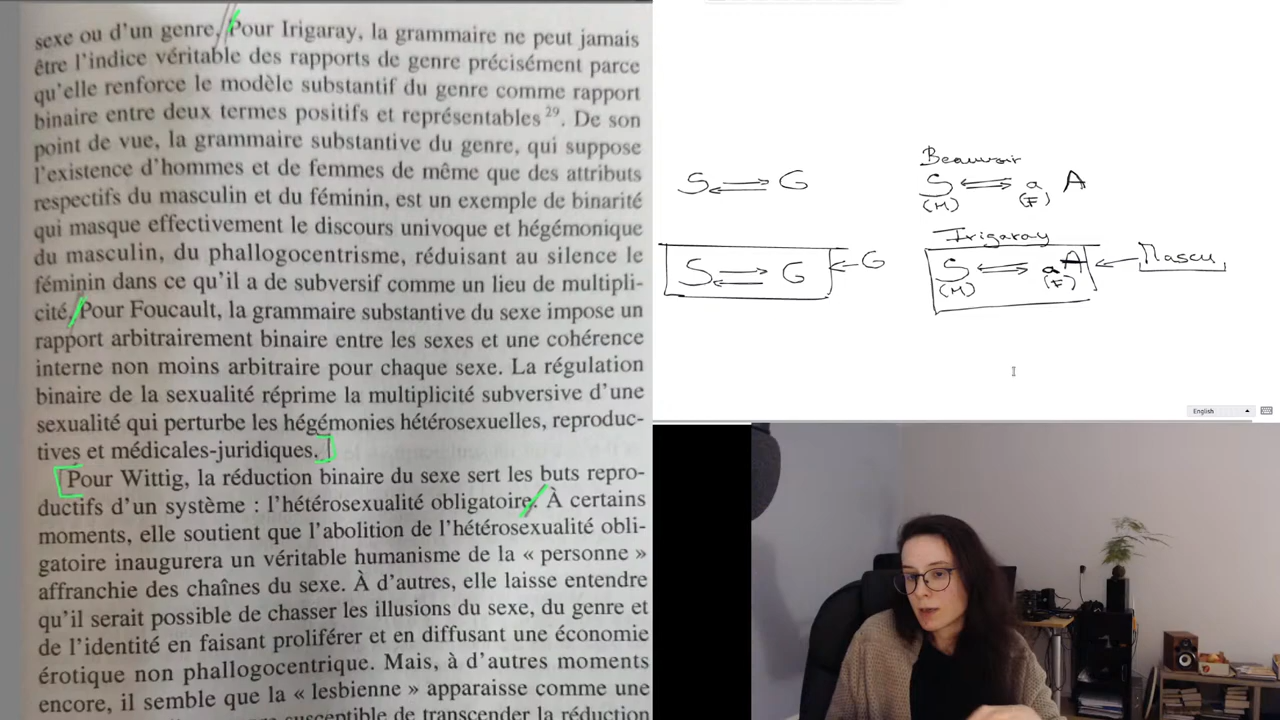 sexe ou d'un genre. Pour Irigaray, la grammaire ne peut jamais
être l'indice véritable des rapports de genre précisément parce
qu'elle renforce le modèle substantif du genre comme rapport
binaire entre deux termes positifs et représentables 29. De son
point de vue, la grammaire substantive du genre, qui suppose
l'existence d'hommes et de femmes de même que des attributs
respectifs du masculin et du féminin, est un exemple de binarité
qui masque effectivement le discours univoque et hégémonique
du masculin, du phallogocentrisme, réduisant au silence le
féminin dans ce qu'il a de subversif comme un lieu de multipli-
cité. Pour Foucault, la grammaire substantive du sexe impose un
rapport arbitrairement binaire entre les sexes et une cohérence
interne non moins arbitraire pour chaque sexe. La régulation
binaire de la sexualité réprime la multiplicité subversive d'une
sexualité qui perturbe les hégémonies hétérosexuelles, reproduc-
tives et médicales-juridiques.
Pour Wittig, la réduction binaire du sexe sert les buts repro-
ductifs d'un système : l'hétérosexualité obligatoire. À certains
moments, elle soutient que l'abolition de l'hétérosexualité obli-
gatoire inaugurera un véritable humanisme de la « personne »
affranchie des chaînes du sexe. À d'autres, elle laisse entendre
qu'il serait possible de chasser les illusions du sexe, du genre et
de l'identité en faisant proliférer et en diffusant une économie
érotique non phallogocentrique. Mais, à d'autres moments
encore, il semble que la « lesbienne » apparaisse comme une
susceptible de transcender la réduction
S ⇄ G
S ⇄ G ← G
Beauvoir
S ⇄ a A
(M) (F)
Irigaray
S ⇄ a A ← Mascu
(M) (F)
English